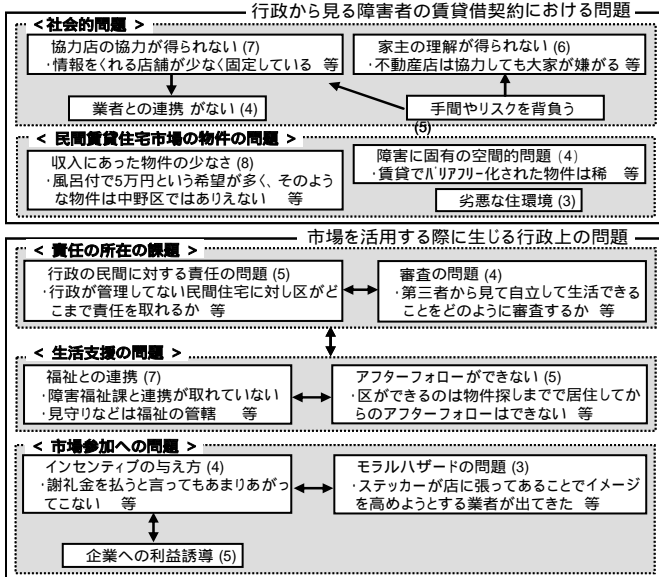 行政から見る障害者の賃貸借契約における問題
<社会的問題>
協力店の協力が得られない (7)
・情報をくれる店舗が少なく固定している 等
家主の理解が得られない (6)
・不動産店は協力しても大家が嫌がる 等
業者との連携 がない (4)
手間やリスクを背負う
(5)
< 民間賃貸住宅市場の物件の問題 >
収入にあった物件の少なさ (8)
・風呂付で5万円という希望が多く、そのよう
な物件は中野区ではありえない 等
障害に固有の空間的問題 (4)
・賃貸でバリアフリー化された物件は稀 等
劣悪な住環境 (3)
市場を活用する際に生じる行政上の問題
< 責任の所在の課題 >
行政の民間に対する責任の問題 (5)
・行政が管理してない民間住宅に対し区がど
こまで責任を取れるか 等
審査の問題 (4)
・第三者から見て自立して生活できる
ことをどのように審査するか 等
< 生活支援の問題 >
福祉との連携 (7)
・障害福祉課と連携が取れていない
・見守りなどは福祉の管轄 等
アフターフォローができない (5)
・区ができるのは物件探しまでで居住してか
らのアフターフォローはできない 等
< 市場参加への問題 >
インセンティブの与え方 (4)
・謝礼金を払うと言ってもあまりあがっ
てこない 等
モラルハザードの問題 (3)
・ステッカーが店に張ってあることでイメージ
を高めようとする業者が出てきた 等
企業への利益誘導 (5)